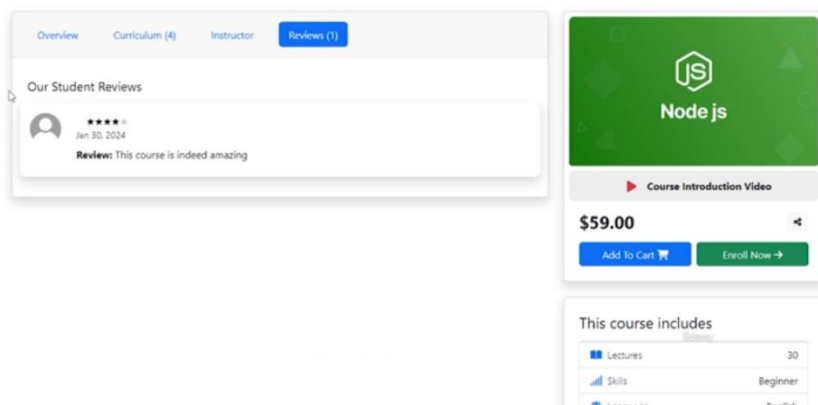 Overview Curriculum (4) Instructor Reviews (1)
Our Student Reviews
★★★★★
Jan 30, 2024
Review: This course is indeed amazing
JS
Node js
Course Introduction Video
$59.00
Add To Cart Enroll Now →
This course includes
Lectures 30
Skills Beginner